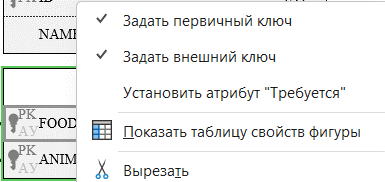 Задать первичный ключ
NAME
Задать внешний ключ
Установить атрибут "Требуется"
PK
АУ
FOOD
Показать таблицу свойств фигуры
PK
АУ
ANIM
Вырезать